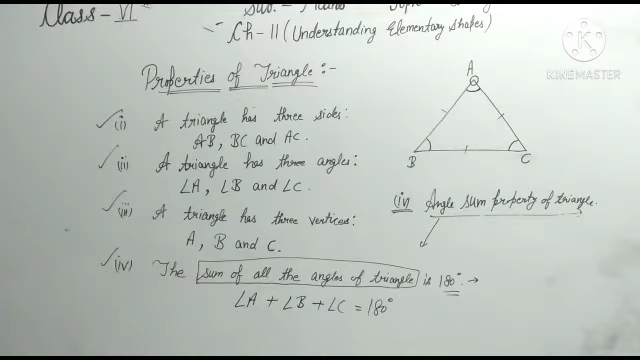 Class - VI
Sub. - Maths
Ch - 11 (Understanding Elementary Shapes)
KINEMASTER
Properties of Triangle :-
(i) A triangle has three sides:
AB, BC and AC.
(ii) A triangle has three angles:
∠A, ∠B and ∠C.
(iii) A triangle has three vertices:
A, B and C.
(iv) The sum of all the angles of triangle is 180° →
∠A + ∠B + ∠C = 180°
A
B
C
(iv) Angle sum property of triangle.